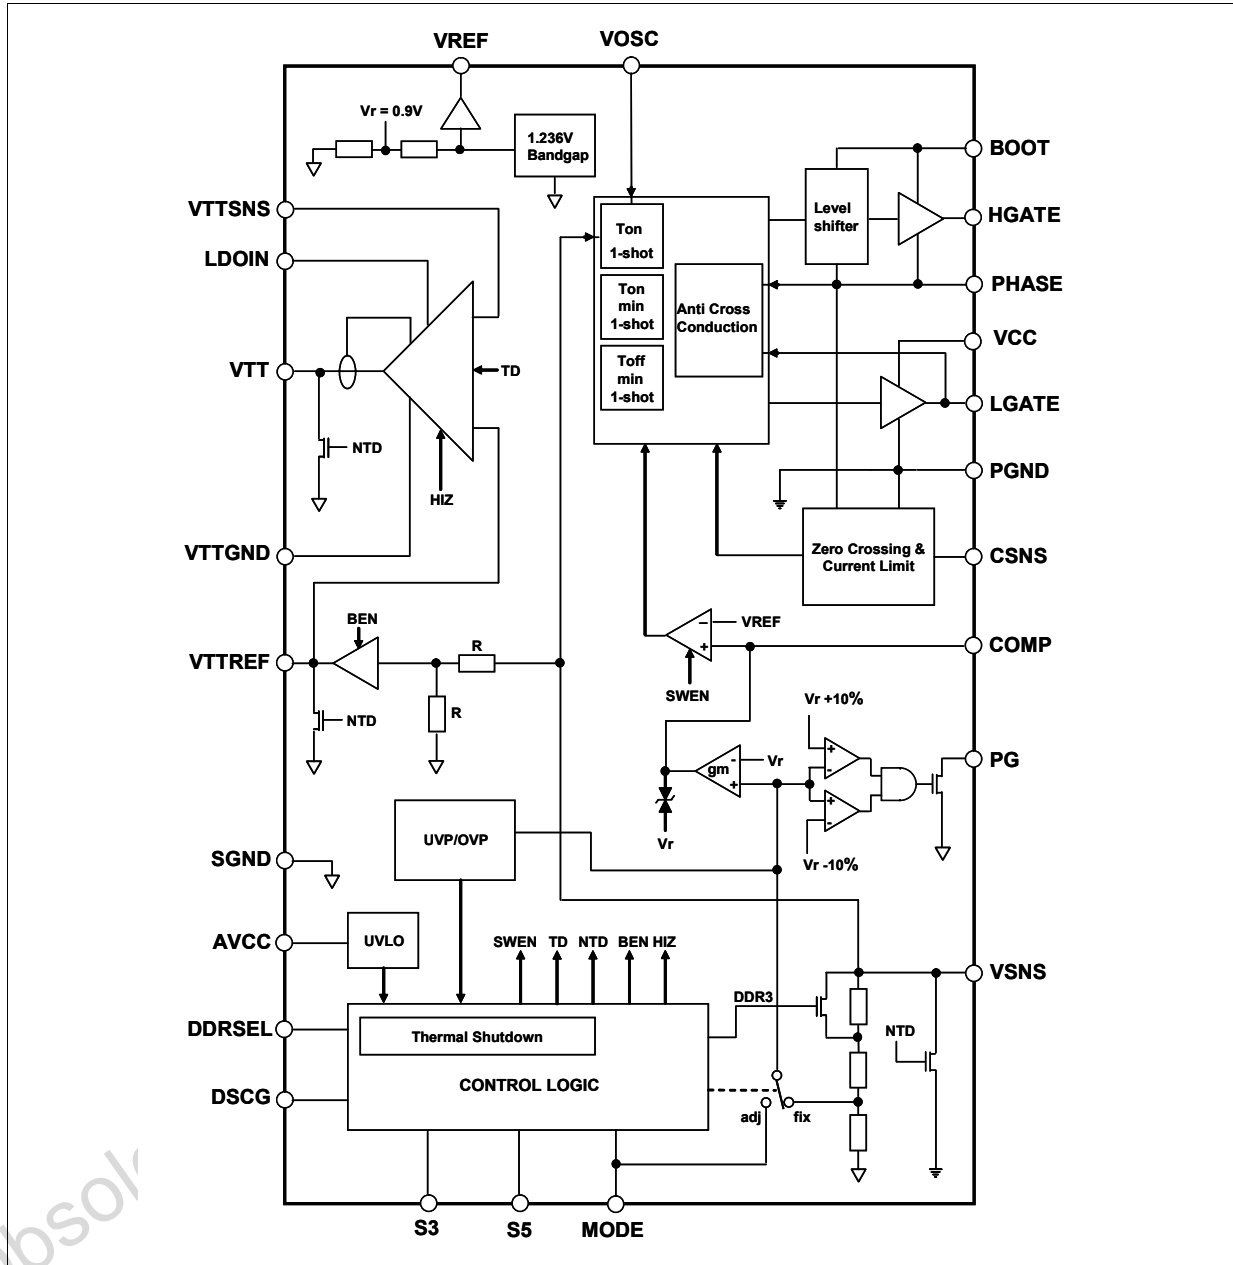 VREF
VOSC
Vr = 0.9V
1.236V
Bandgap
BOOT
VTTSNS
Level
shifter
HGATE
Ton
1-shot
LDOIN
PHASE
Ton
min
1-shot
Anti Cross
Conduction
VCC
VTT
TD
Toff
min
1-shot
LGATE
NTD
PGND
HIZ
VTTGND
Zero Crossing &
Current Limit
CSNS
BEN
−
VREF
+
COMP
VTTREF
R
SWEN
R
NTD
Vr +10%
+
-
PG
gm
-
+
Vr
+
-
Vr
Vr -10%
UVP/OVP
SGND
AVCC
UVLO
SWEN
TD
NTD
BEN
HIZ
VSNS
DDR3
DDRSEL
Thermal Shutdown
NTD
CONTROL LOGIC
DSCG
adj
fix
S3
S5
MODE